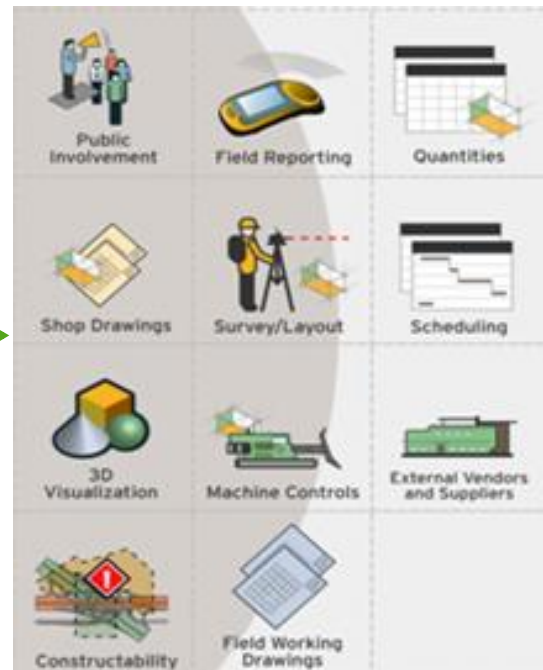 Public
Involvement
Field Reporting
Quantities
Shop Drawings
Survey/Layout
Scheduling
3D
Visualization
Machine Controls
External Vendors
and Suppliers
Constructability
Field Working
Drawings